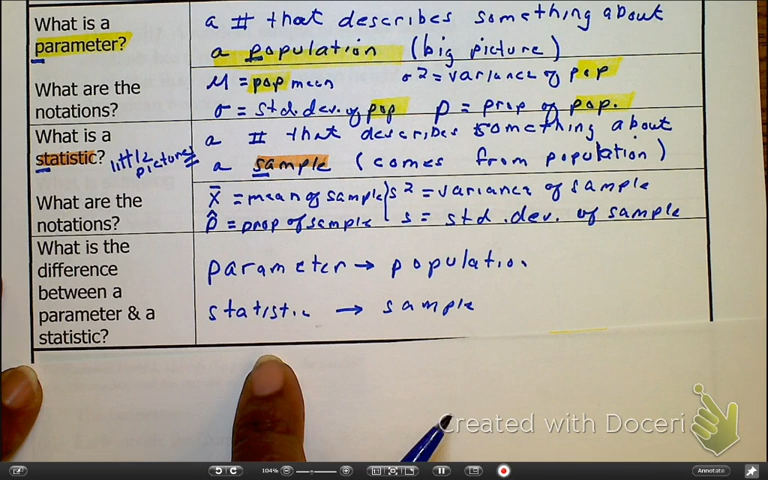 What is a parameter?
a # that describes something about
a population (big picture)
What are the notations?
μ = pop mean σ² = variance of pop
σ = std. dev. of pop p = prop of pop.
What is a statistic?
little picture
a # that describes something about
a sample (comes from population)
What are the notations?
x̄ = mean of sample s² = variance of sample
p̂ = prop of sample s = std. dev. of sample
What is the
difference
between a
parameter & a
statistic?
parameter → population
statistic → sample
Created with Doceri
104%
Annotate